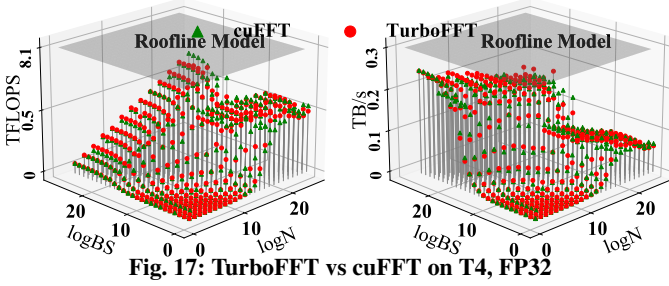 cuFFT TurboFFT
Roofline Model
8.1
0.5
0
TFLOPS
20
10
0
logBS
0
10
20
logN
Roofline Model
0.3
0.2
0.1
0
TB/s
20
10
0
logBS
0
10
20
logN
Fig. 17: TurboFFT vs cuFFT on T4, FP32